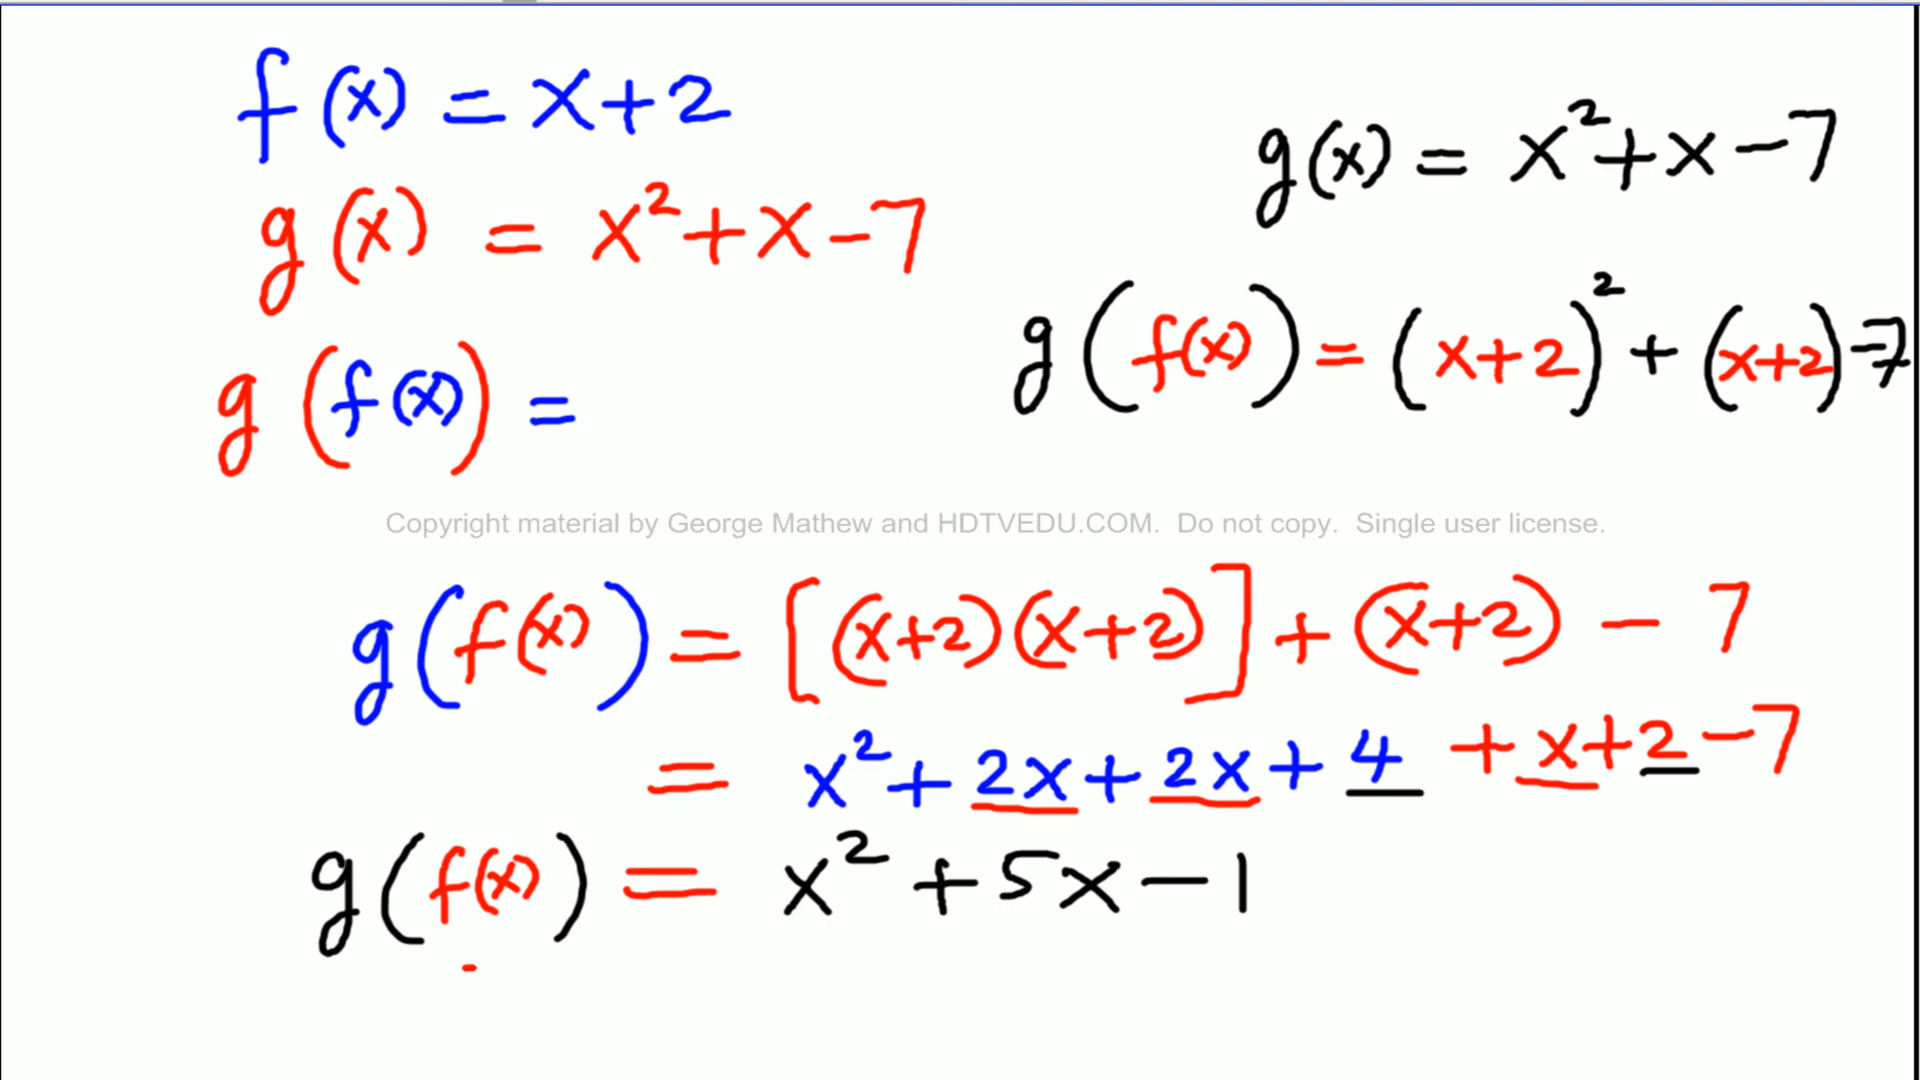 f(x) = x+2
g(x) = x²+x-7
g(f(x)) =
g(x) = x²+x-7
g(f(x)) = (x+2)² + (x+2) -7
Copyright material by George Mathew and HDTVEDU.COM.  Do not copy.  Single user license.
g(f(x)) = [(x+2)(x+2)] + (x+2) - 7
= x² + 2x + 2x + 4 + x+2-7
g(f(x)) = x² + 5x - 1